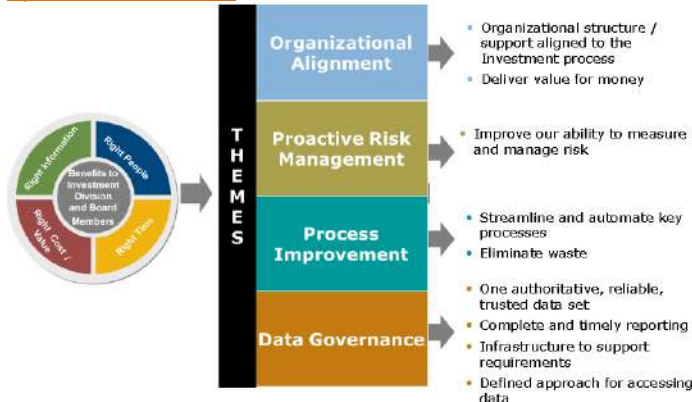 Right Information
Right People
Benefits to
Investment
Division
and Board
Members
Right Cost /
Value
Right Time
THEMES
Organizational
Alignment
Organizational structure /
support aligned to the
Investment process
Deliver value for money
Proactive Risk
Management
Improve our ability to measure
and manage risk
Process
Improvement
Streamline and automate key
processes
Eliminate waste
Data Governance
One authoritative, reliable,
trusted data set
Complete and timely reporting
Infrastructure to support
requirements
Defined approach for accessing
data